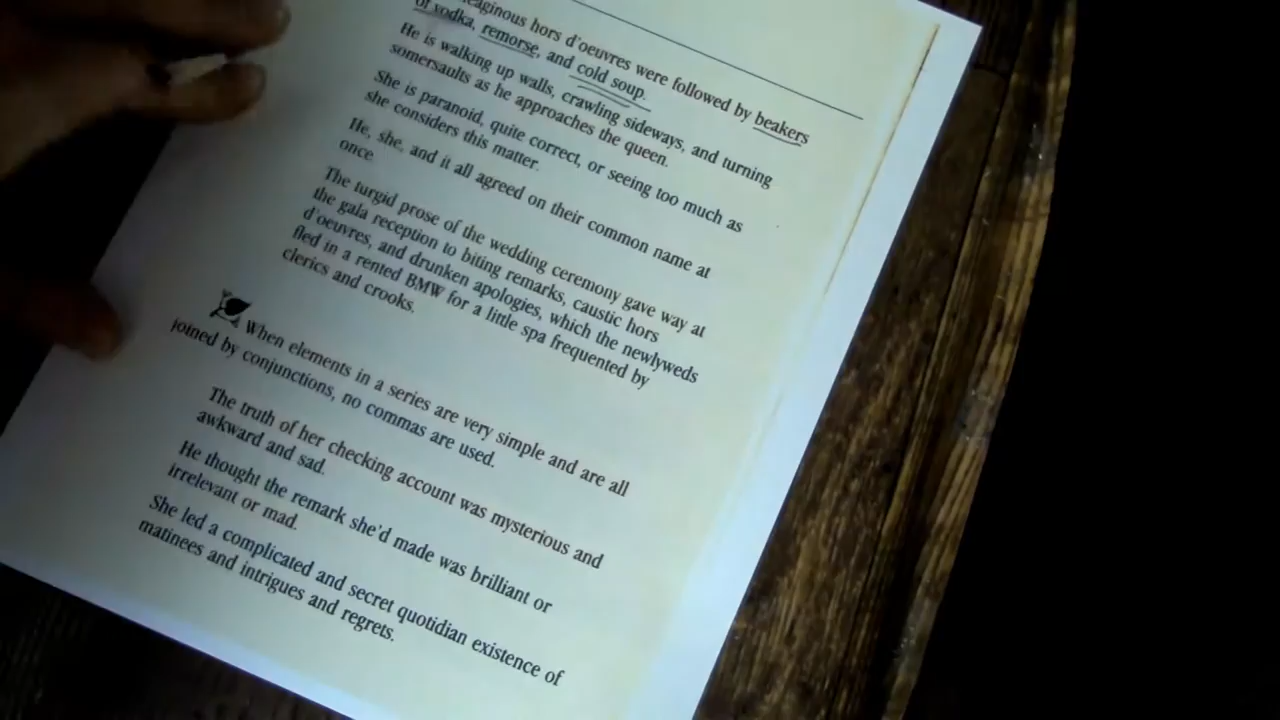 hors d'oeuvres were followed by beakers
of vodka, remorse, and cold soup.
He is walking up walls, crawling sideways, and turning
somersaults as he approaches the queen.
She is paranoid, quite correct, or seeing too much as
she considers this matter.
He, she, and it all agreed on their common name at
once.
The turgid prose of the wedding ceremony gave way at
the gala reception to biting remarks, caustic hors
d'oeuvres, and drunken apologies, which the newlyweds
fled in a rented BMW for a little spa frequented by
clerics and crooks.
When elements in a series are very simple and are all
joined by conjunctions, no commas are used.
The truth of her checking account was mysterious and
awkward and sad.
He thought the remark she'd made was brilliant or
irrelevant or mad.
She led a complicated and secret quotidian existence of
matinees and intrigues and regrets.